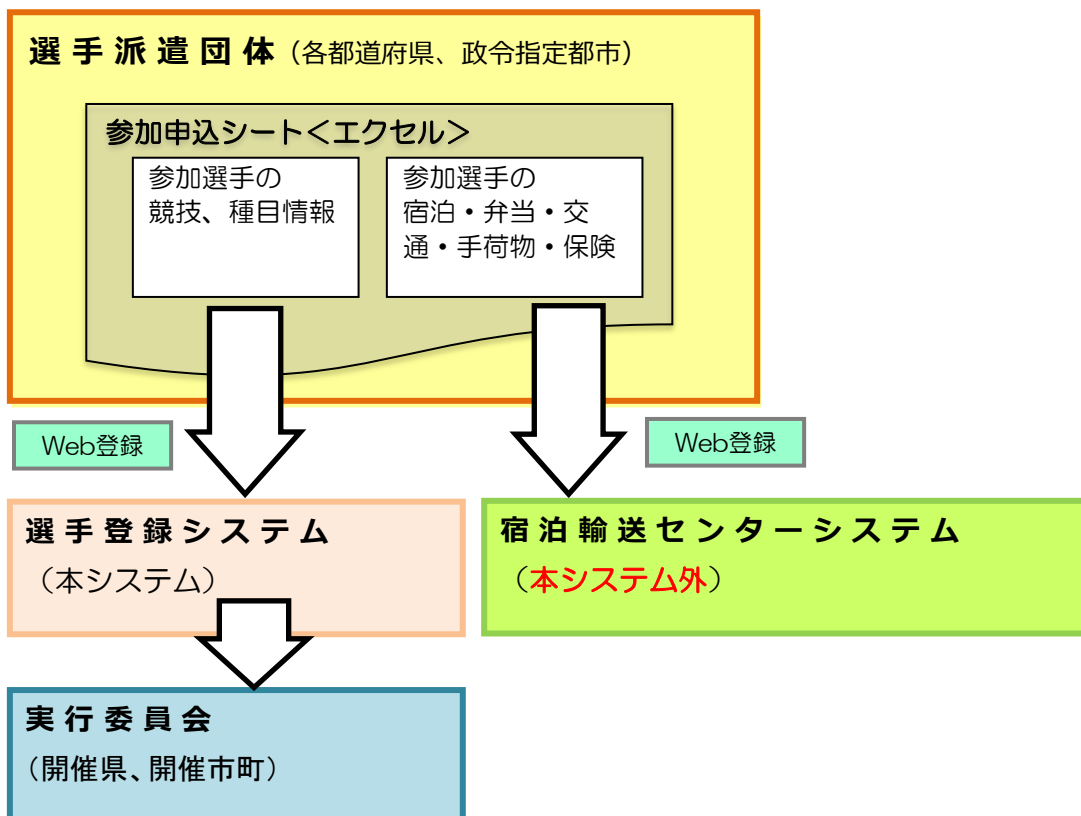 選手派遣団体（各都道府県、政令指定都市）
参加申込シート＜エクセル＞
参加選手の
競技、種目情報
参加選手の
宿泊・弁当・交
通・手荷物・保険
Web登録
Web登録
選手登録システム
（本システム）
宿泊輸送センターシステム
（本システム外）
実行委員会
（開催県、開催市町）